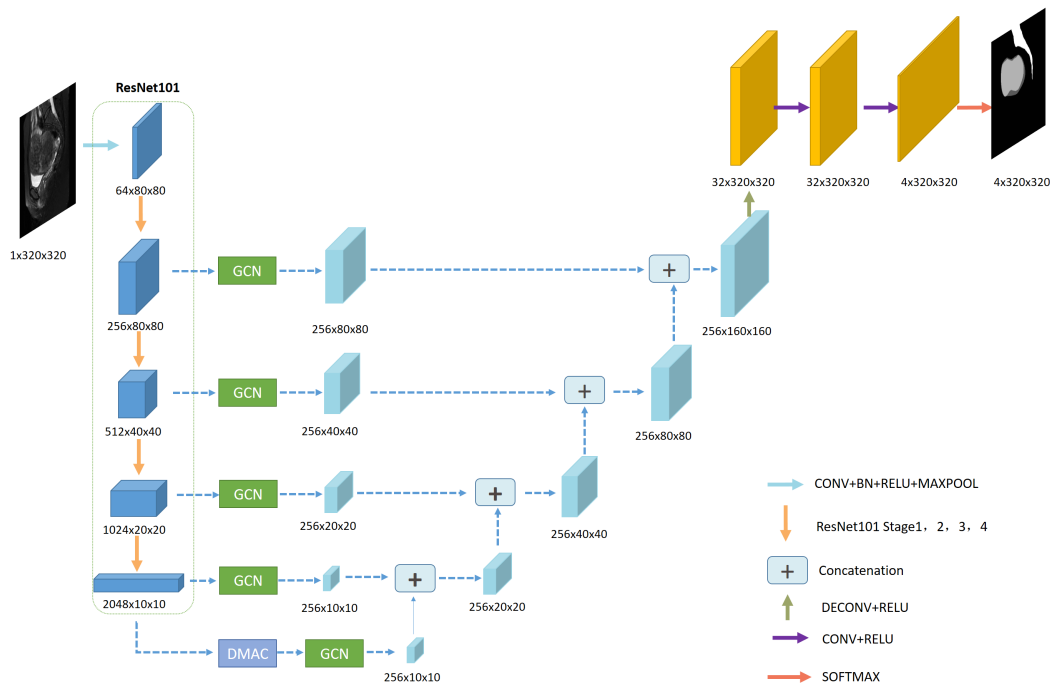 ResNet101
1x320x320
64x80x80
32x320x320
32x320x320
4x320x320
4x320x320
256x80x80
GCN
256x80x80
+
256x160x160
512x40x40
GCN
256x40x40
+
256x80x80
1024x20x20
GCN
256x20x20
+
256x40x40
2048x10x10
GCN
256x10x10
+
256x20x20
DMAC
GCN
256x10x10
CONV+BN+RELU+MAXPOOL
ResNet101 Stage1，2，3，4
+ Concatenation
DECONV+RELU
CONV+RELU
SOFTMAX